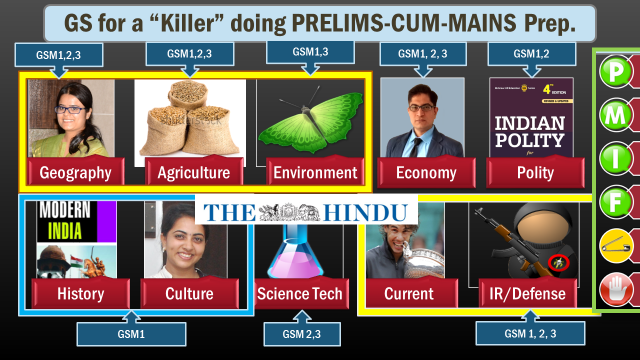 GS for a “Killer” doing PRELIMS-CUM-MAINS Prep.
GSM1,2,3
GSM1,2,3
GSM1,3
GSM1, 2, 3
GSM1,2
4TH
EDITION
INDIAN
POLITY
for
Geography
Agriculture
Environment
Economy
Polity
P
M
I
F
THE HINDU
MODERN
INDIA
History
Culture
Science Tech
Current
IR/Defense
GSM1
GSM 2,3
GSM 1, 2, 3